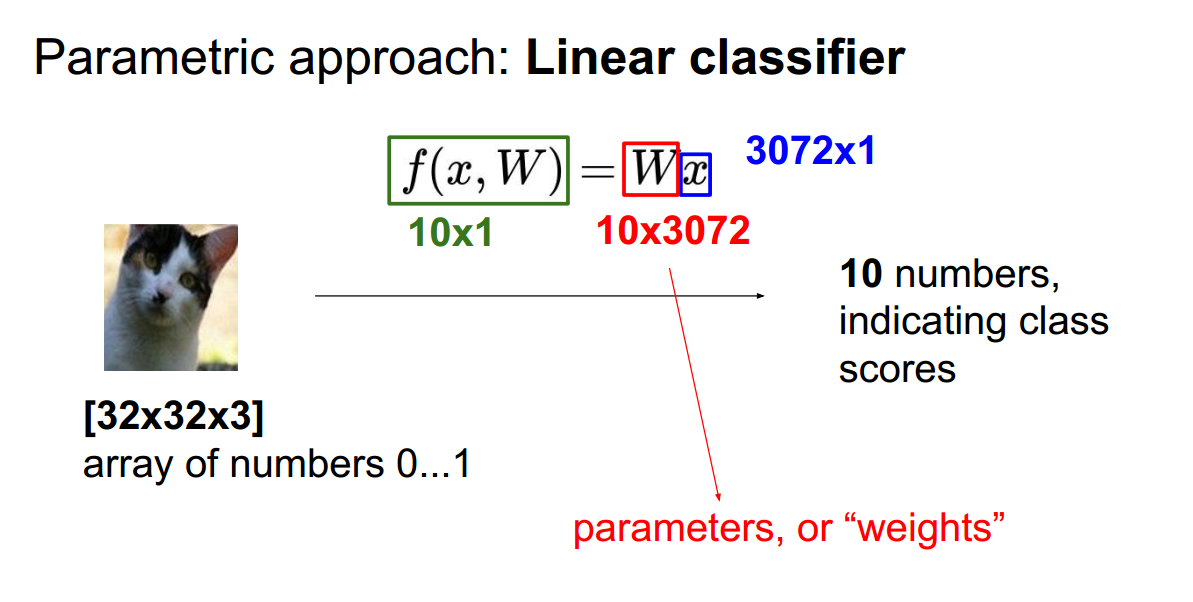 Parametric approach: Linear classifier
f(x, W) = Wx
3072x1
10x1
10x3072
10 numbers,
indicating class
scores
[32x32x3]
array of numbers 0...1
parameters, or “weights”